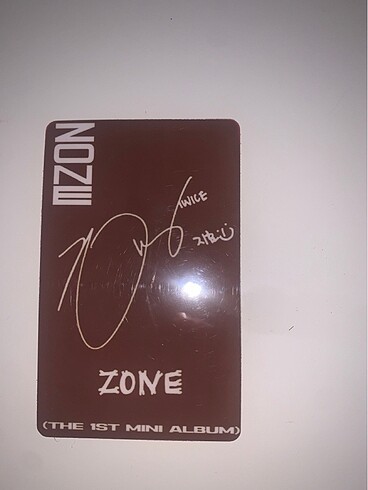 ZONE
TWICE
지효
ZONE
(THE 1ST MINI ALBUM)